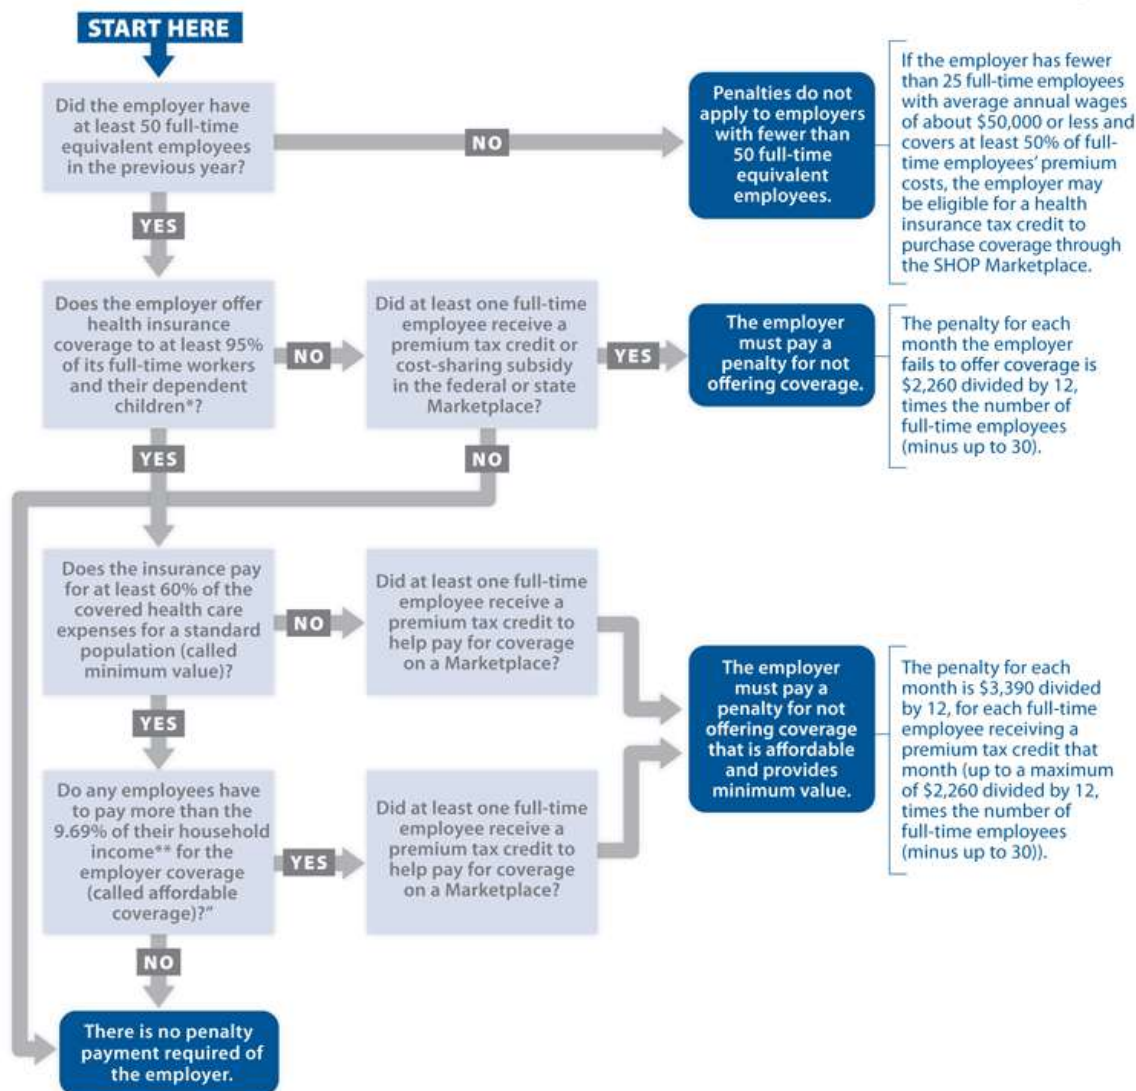 START HERE
Did the employer have
at least 50 full-time
equivalent employees
in the previous year?
NO
Penalties do not
apply to employers
with fewer than
50 full-time
equivalent
employees.
If the employer has fewer
than 25 full-time employees
with average annual wages
of about $50,000 or less and
covers at least 50% of full-
time employees' premium
costs, the employer may
be eligible for a health
insurance tax credit to
purchase coverage through
the SHOP Marketplace.
YES
Does the employer offer
health insurance
coverage to at least 95%
of its full-time workers
and their dependent
children*?
NO
Did at least one full-time
employee receive a
premium tax credit or
cost-sharing subsidy
in the federal or state
Marketplace?
YES
The employer
must pay a
penalty for not
offering coverage.
The penalty for each
month the employer
fails to offer coverage is
$2,260 divided by 12,
times the number of
full-time employees
(minus up to 30).
YES
NO
Does the insurance pay
for at least 60% of the
covered health care
expenses for a standard
population (called
minimum value)?
NO
Did at least one full-time
employee receive a
premium tax credit to
help pay for coverage
on a Marketplace?
The employer
must pay a
penalty for not
offering coverage
that is affordable
and provides
minimum value.
The penalty for each
month is $3,390 divided
by 12, for each full-time
employee receiving a
premium tax credit that
month (up to a maximum
of $2,260 divided by 12,
times the number of
full-time employees
(minus up to 30)).
YES
Do any employees have
to pay more than the
9.69% of their household
income** for the
employer coverage
(called affordable
coverage)?"
YES
Did at least one full-time
employee receive a
premium tax credit to
help pay for coverage
on a Marketplace?
NO
There is no penalty
payment required of
the employer.